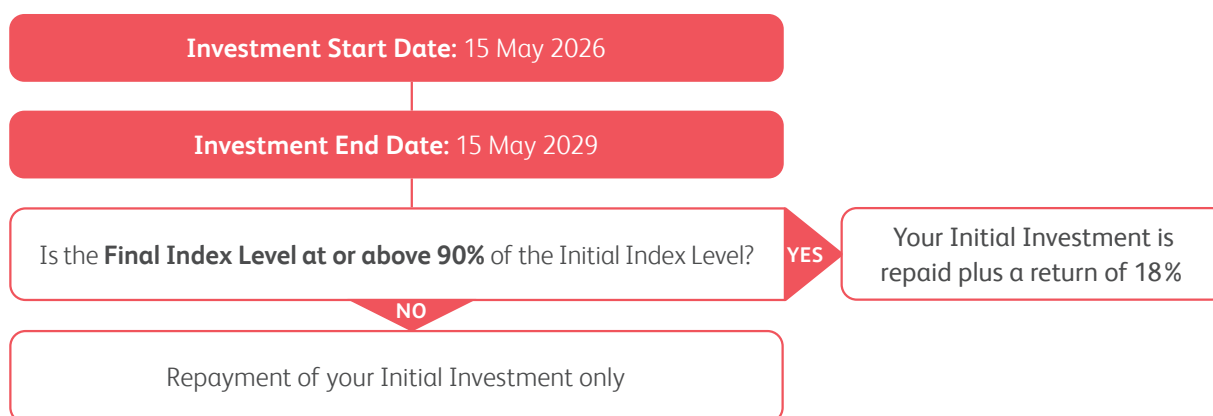 Investment Start Date: 15 May 2026
Investment End Date: 15 May 2029
Is the Final Index Level at or above 90% of the Initial Index Level?
YES
Your Initial Investment is
repaid plus a return of 18%
NO
Repayment of your Initial Investment only